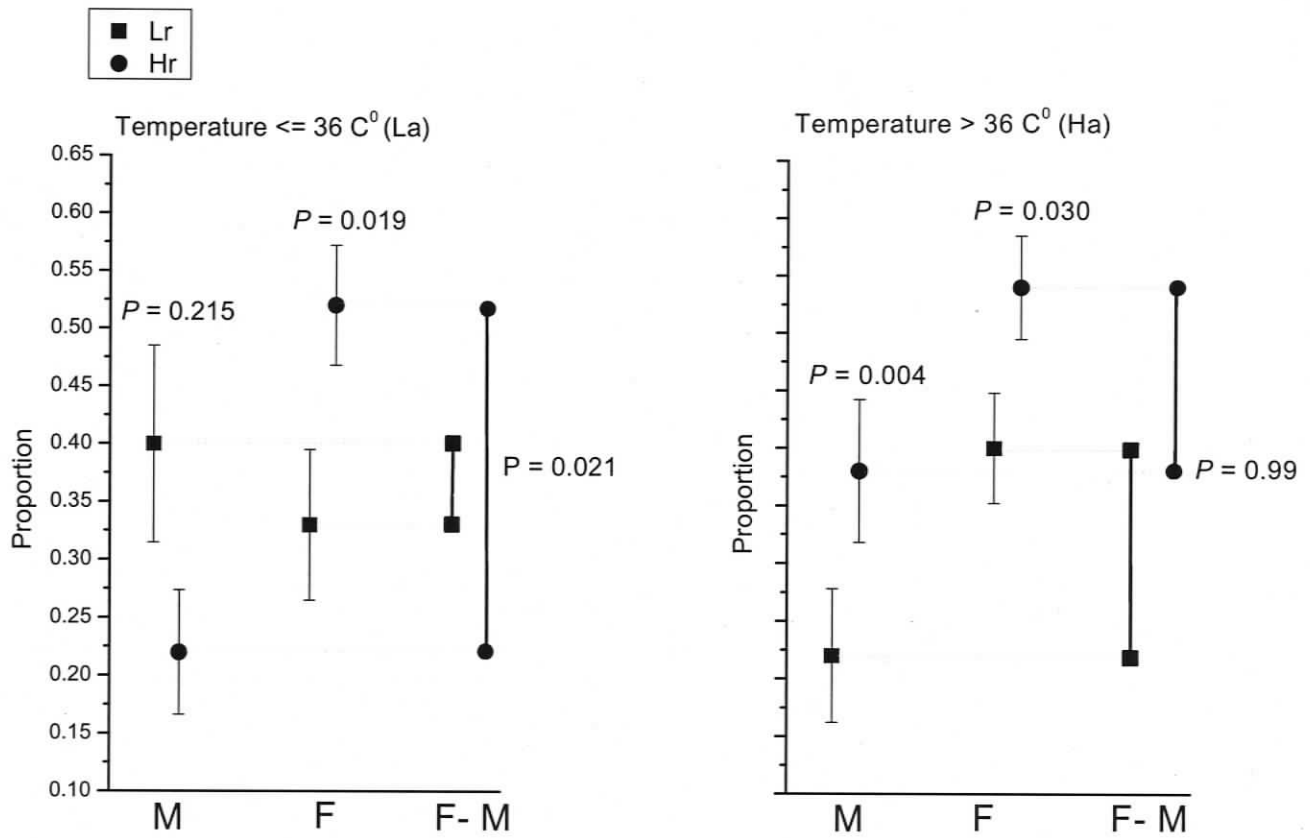 Lr
Hr
Temperature <= 36 C⁰ (La)
0.65
0.60
0.55
0.50
0.45
0.40
0.35
0.30
0.25
0.20
0.15
0.10
Proportion
P = 0.215
P = 0.019
P = 0.021
M
F
F- M
Temperature > 36 C⁰ (Ha)
Proportion
P = 0.004
P = 0.030
P = 0.99
M
F
F- M